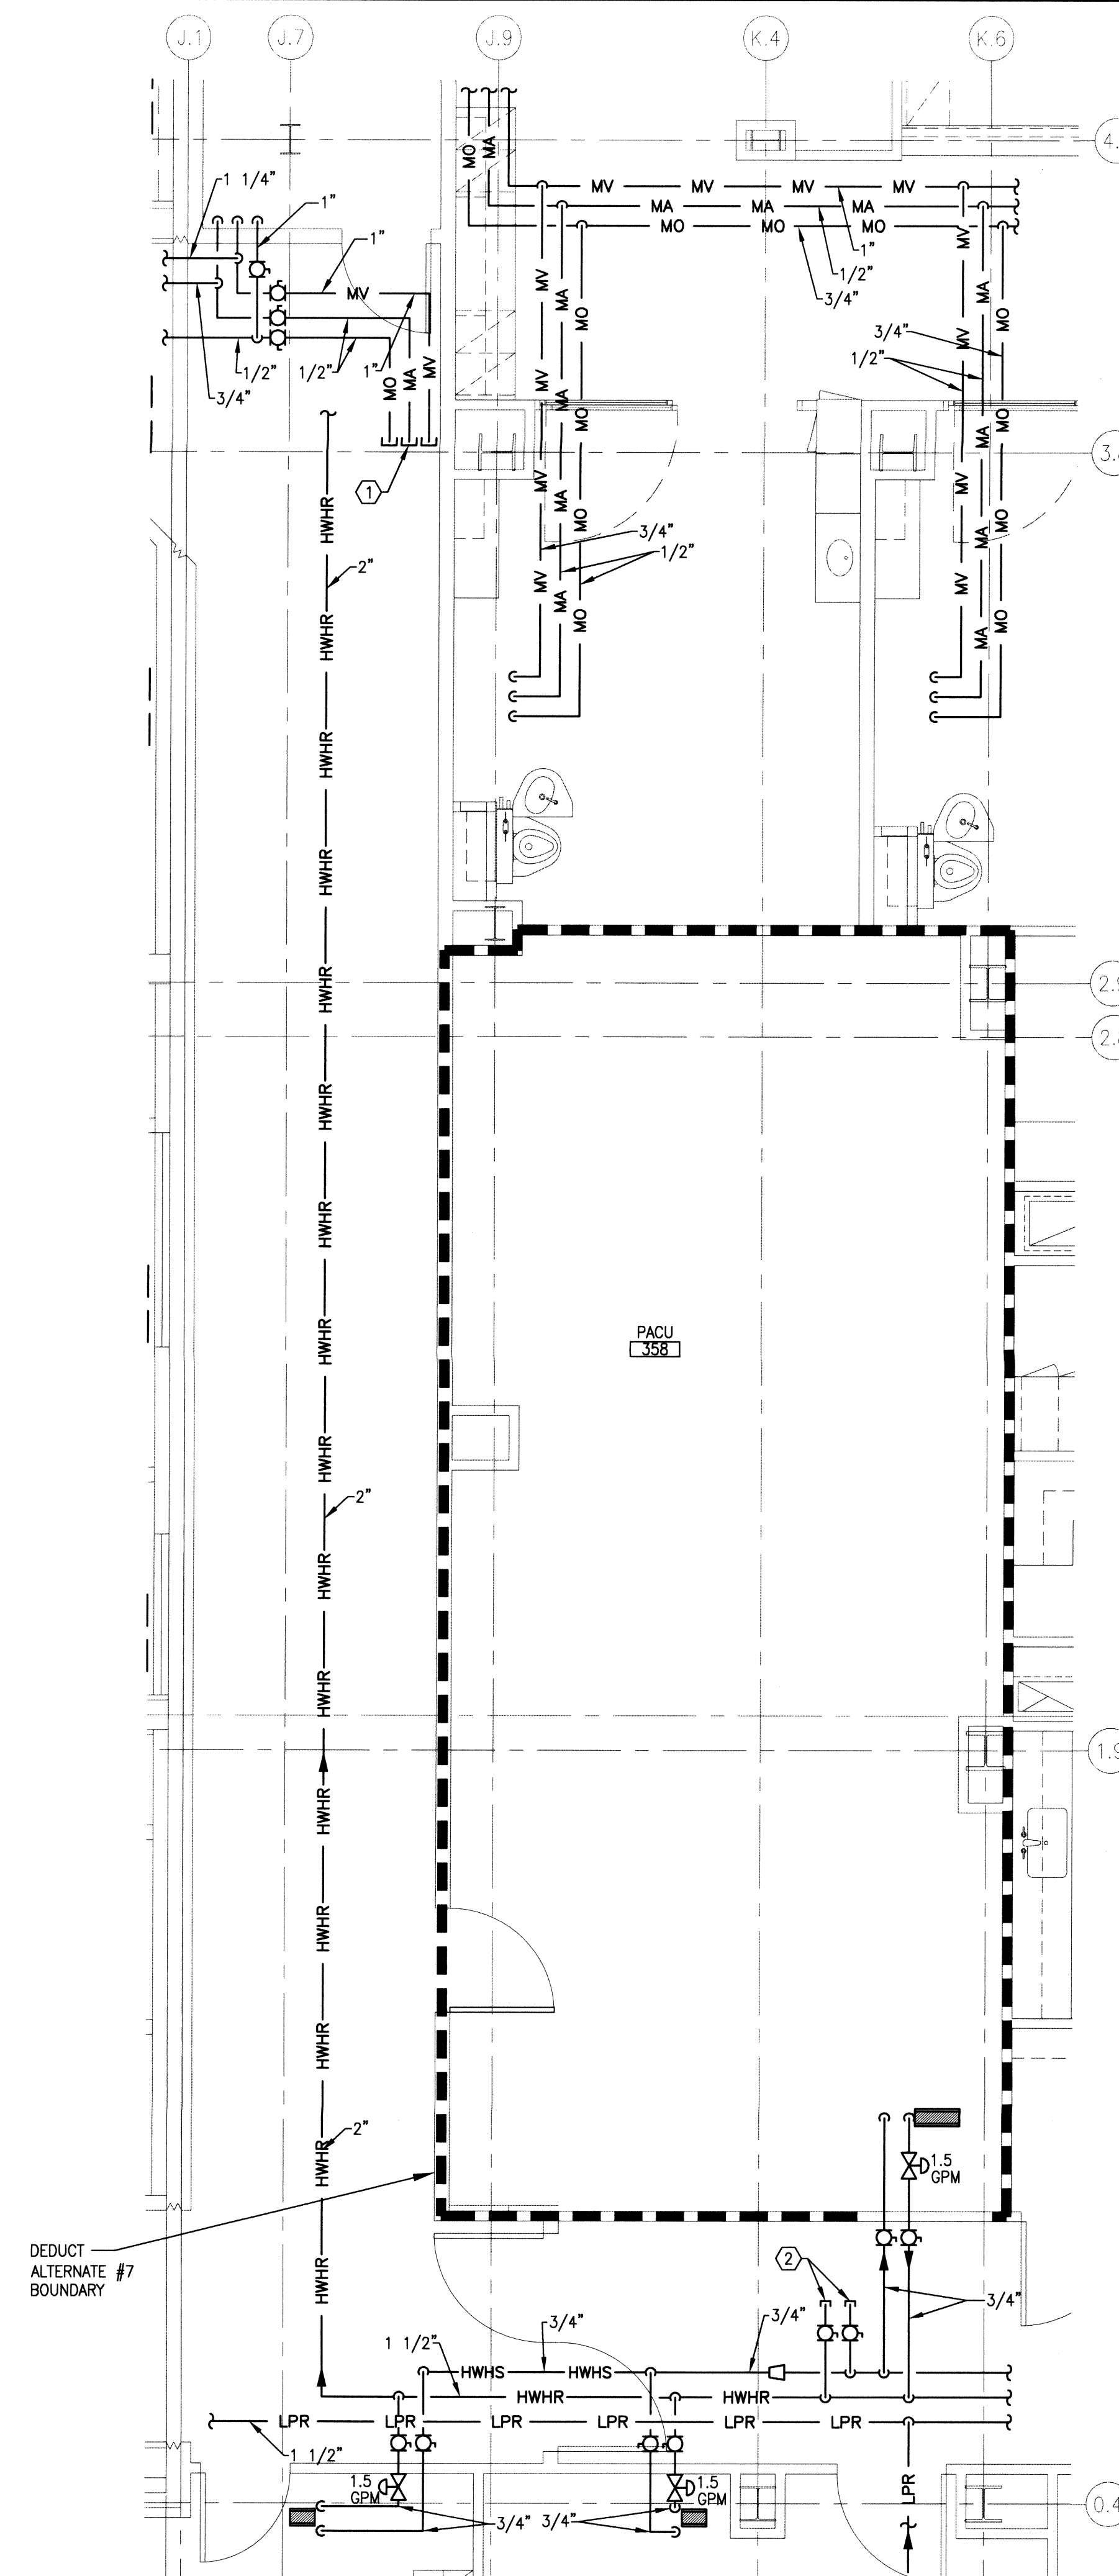 J.1
J.7
J.9
K.4
K.6
4.
MO
MA
MV
MV
MV
MV
MA
MA
MA
MO
MO
MO
1 1/4"
1"
1"
MV
1"
1/2"
3/4"
3/4"
1/2"
1/2"
1/2"
3/4"
1"
MO
MA
MV
MV
MA
MO
MV
MA
MO
MV
MA
MO
MV
MA
MO
1
3.
MV
MA
MO
MV
MA
MO
MV
MA
MO
3/4"
1/2"
HWHR
2"
HWHR
HWHR
HWHR
HWHR
2.9
2.
HWHR
HWHR
HWHR
PACU
358
HWHR
2"
HWHR
HWHR
1.9
HWHR
HWHR
HWHR
2"
HWHR
1.5
GPM
DEDUCT
ALTERNATE #7
BOUNDARY
HWHR
2
3/4"
3/4"
3/4"
1 1/2"
HWHS
HWHS
HWHR
HWHR
LPR
LPR
LPR
LPR
LPR
LPR
1 1/2"
1.5
GPM
1.5
GPM
LPR
3/4"
3/4"
0.4